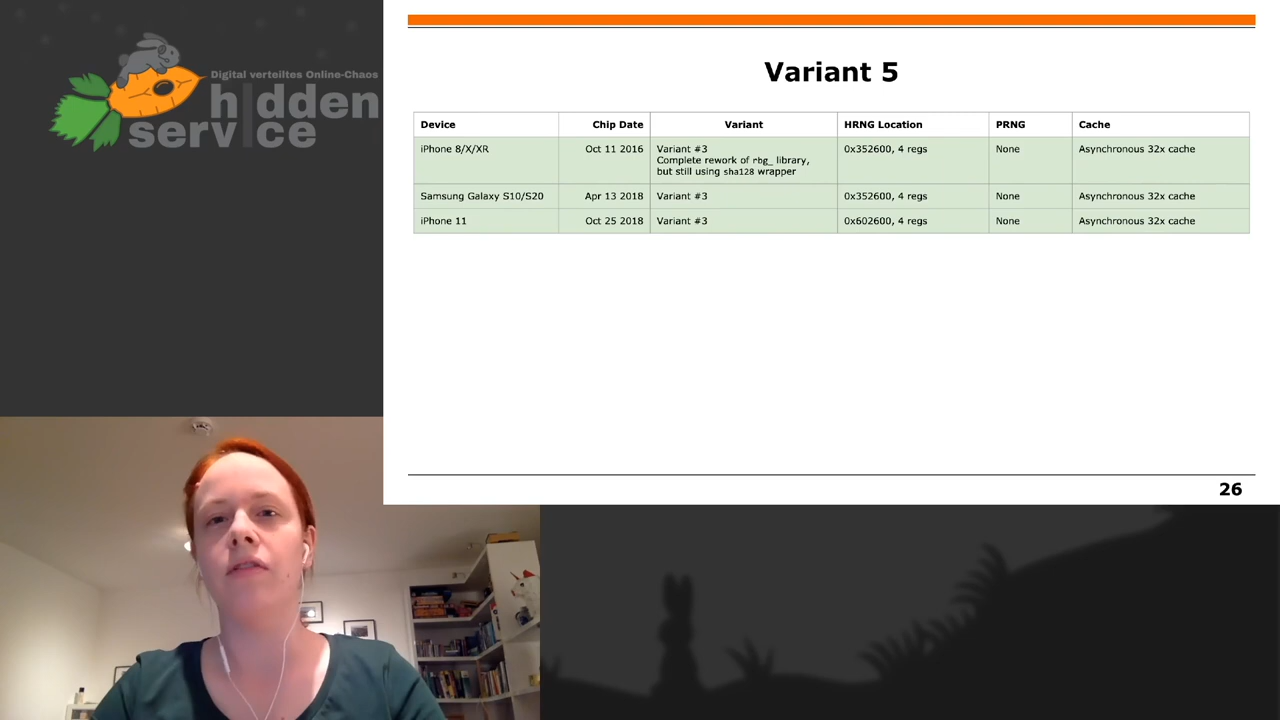 Digital verteiltes Online-Chaos
hidden
service
Variant 5
Device Chip Date Variant HRNG Location PRNG Cache
iPhone 8/X/XR Oct 11 2016 Variant #3 0x352600, 4 regs None Asynchronous 32x cache
Complete rework of rbg_ library,
but still using sha128 wrapper
Samsung Galaxy S10/S20 Apr 13 2018 Variant #3 0x352600, 4 regs None Asynchronous 32x cache
iPhone 11 Oct 25 2018 Variant #3 0x602600, 4 regs None Asynchronous 32x cache
26